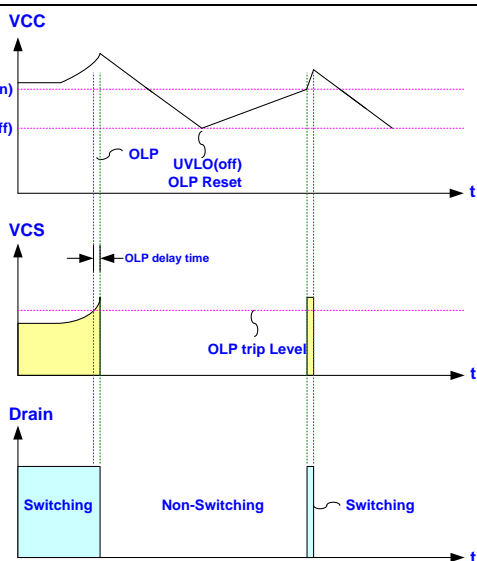 VCC
n)
ff)
OLP
UVLO(off)
OLP Reset
t
VCS
OLP delay time
OLP trip Level
t
Drain
Switching
Non-Switching
Switching
t